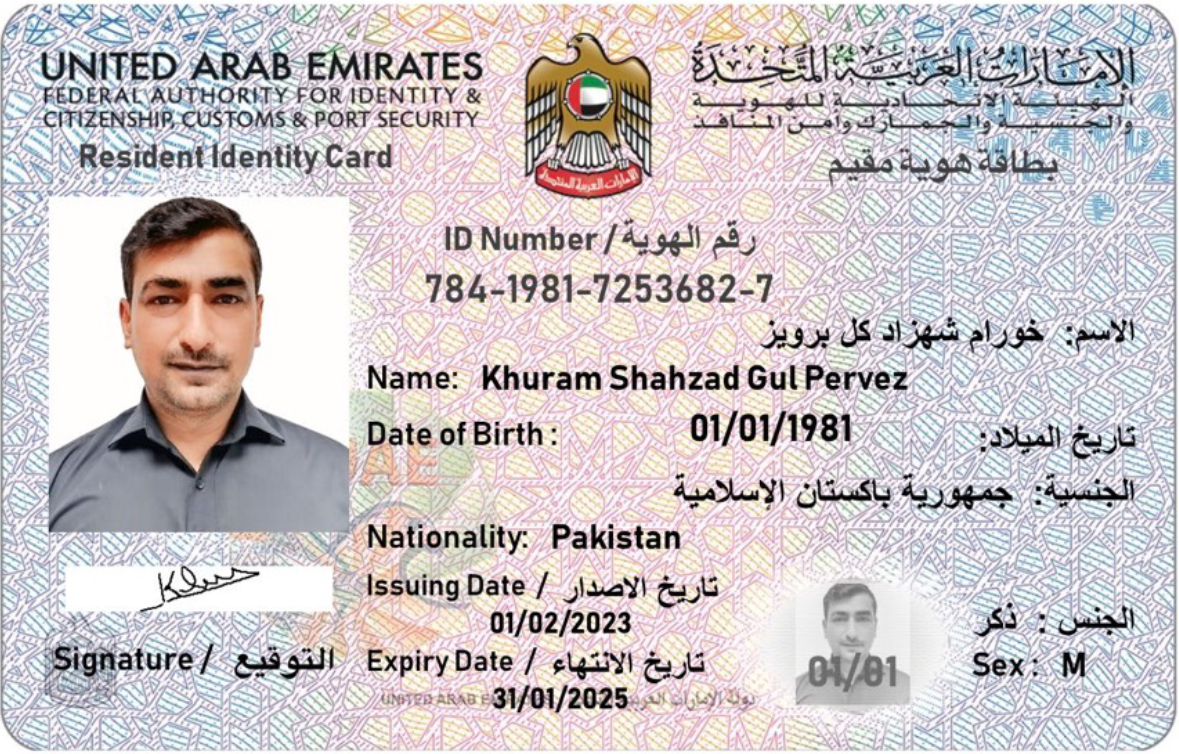 UNITED ARAB EMIRATES
FEDERAL AUTHORITY FOR IDENTITY &
CITIZENSHIP, CUSTOMS & PORT SECURITY
Resident Identity Card
الإمارات العربية المتحدة
الهيئة الاتحادية للهوية
والجنسية والجمارك وأمن المنافذ
بطاقة هوية مقيم
الإمارات العربية المتحدة
ID Number / رقم الهوية
784-1981-7253682-7
الاسم: خورام شهزاد كل برويز
Name: Khuram Shahzad Gul Pervez
Date of Birth : 01/01/1981 تاريخ الميلاد:
الجنسية: جمهورية باكستان الإسلامية
Nationality: Pakistan
UAE
Issuing Date / تاريخ الاصدار
01/02/2023
Expiry Date / تاريخ الانتهاء
31/01/2025
Signature / التوقيع
01/01
الجنس : ذكر
Sex : M
UNITED ARAB دولة الإمارات